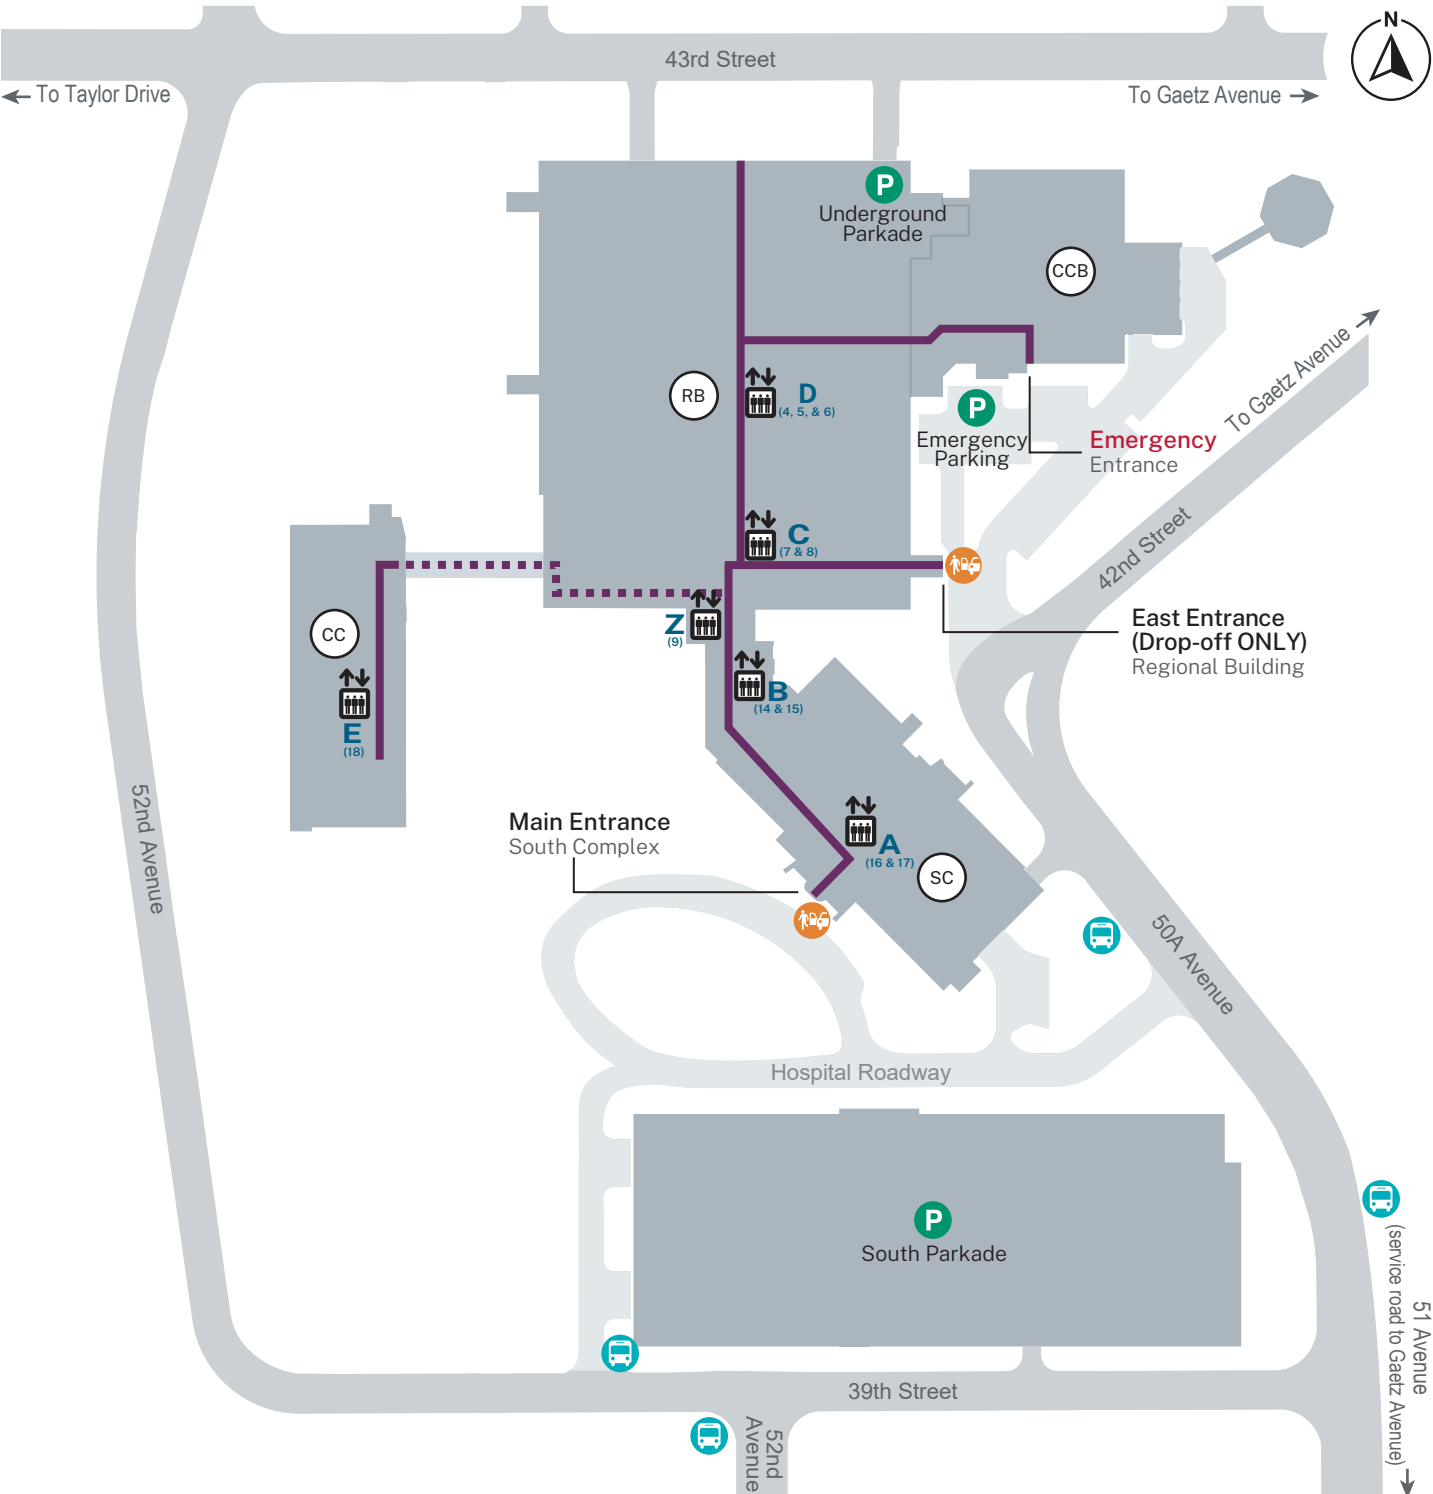 N
43rd Street
To Taylor Drive
To Gaetz Avenue
P
Underground
Parkade
CCB
To Gaetz Avenue
RB
D
(4, 5, & 6)
P
Emergency
Parking
Emergency
Entrance
C
(7 & 8)
42nd Street
CC
Z
(9)
East Entrance
(Drop-off ONLY)
Regional Building
B
(14 & 15)
E
(18)
52nd Avenue
Main Entrance
South Complex
A
(16 & 17)
SC
50A Avenue
Hospital Roadway
P
South Parkade
51 Avenue
(service road to Gaetz Avenue)
39th Street
52nd
Avenue